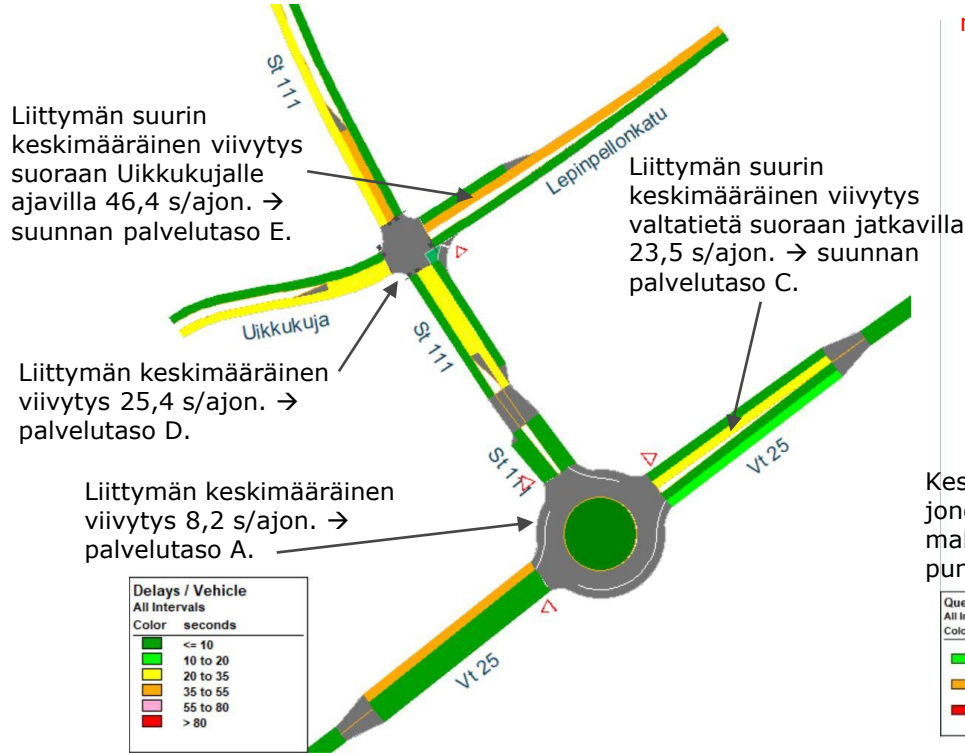 St 111
Liittymän suurin
keskimääräinen viivytys
suoraan Uikkukujalle
ajavilla 46,4 s/ajon. →
suunnan palvelutaso E.
Lepinpellonkatu
Liittymän suurin
keskimääräinen viivytys
valtatietä suoraan jatkavilla
23,5 s/ajon. → suunnan
palvelutaso C.
Uikkukuja
St 111
Liittymän keskimääräinen
viivytys 25,4 s/ajon. →
palvelutaso D.
St 111
Vt 25
Liittymän keskimääräinen
viivytys 8,2 s/ajon. →
palvelutaso A.
Vt 25
Delays / Vehicle
All Intervals
Color seconds
<= 10
10 to 20
20 to 35
35 to 55
55 to 80
> 80